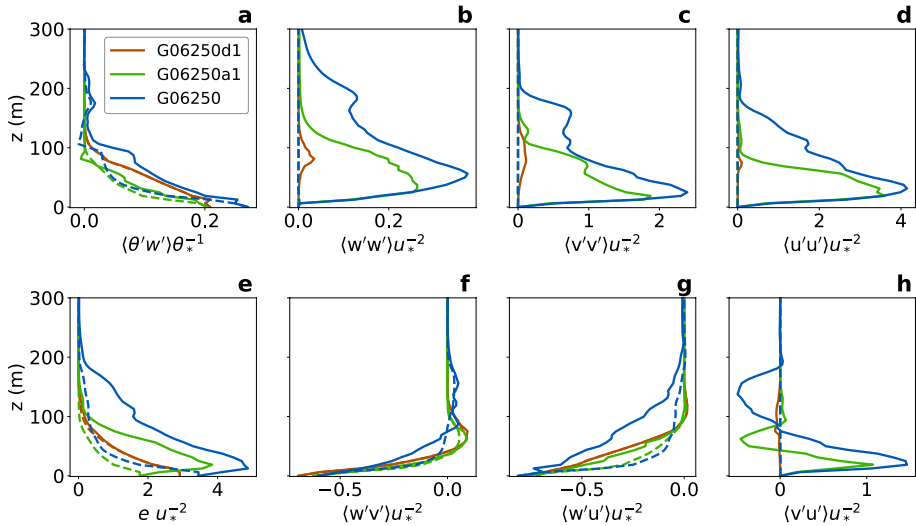 a b c d
300
200
100
0
z (m)
G06250d1
G06250a1
G06250
0.0 0.2 0.0 0.2 0 1 2 0 2 4
⟨θ′w′⟩θ*⁻¹ ⟨w′w′⟩u*⁻² ⟨v′v′⟩u*⁻² ⟨u′u′⟩u*⁻²
e f g h
300
200
100
0
z (m)
0 2 4 −0.5 0.0 −0.5 0.0 0 1
e u*⁻² ⟨w′v′⟩u*⁻² ⟨w′u′⟩u*⁻² ⟨v′u′⟩u*⁻²